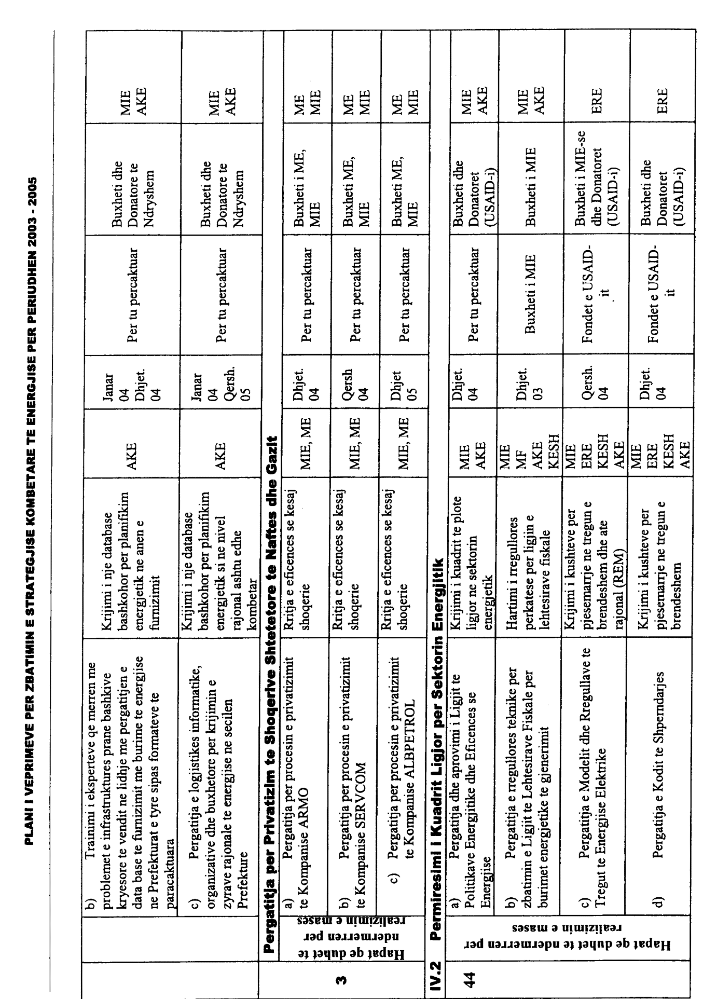 PLANI I VEPRIMEVE PER ZBATIMIN E STRATEGJISE KOMBETARE TE ENERGJISE PER PERIUDHEN 2003 - 2005
b) Trainimi i eksperteve qe merren me
problemet e infrastruktures prane bashkive
kryesore te vendit ne lidhje me pergatitjen e
data base te furnizimit me burime te energjise
ne Prefekturat e tyre sipas formateve te
paracaktuara
Krijimi i nje database
bashkohor per planifikim
energjetik ne anen e
furnizimit
AKE
Janar
04
Dhjet.
04
Per tu percaktuar
Buxheti dhe
Donatore te
Ndryshem
MIE
AKE
c) Pergatitja e logjistikes informatike,
organizative dhe buxhetore per krijimin e
zyrave rajonale te energjise ne secilen
Prefekture
Krijimi i nje database
bashkohor per planifikim
energjetik si ne nivel
rajonal ashtu edhe
kombetar
AKE
Janar
04
Qersh.
05
Per tu percaktuar
Buxheti dhe
Donatore te
Ndryshem
MIE
AKE
3
Pergatitja per Privatizim te Shoqerive Shtetetore te Naftes dhe Gazit
Hapat qe duhet te
ndermerren per
realizimin e mases
a) Pergatitja per procesin e privatizimit
te Kompanise ARMO
Rritja e eficences se kesaj
shoqerie
MIE, ME
Dhjet.
04
Per tu percaktuar
Buxheti i ME,
MIE
ME
MIE
b) Pergatitja per procesin e privatizimit
te Kompanise SERVCOM
Rritja e eficences se kesaj
shoqerie
MIE, ME
Qersh
04
Per tu percaktuar
Buxheti ME,
MIE
ME
MIE
c) Pergatitja per procesin e privatizimit
te Kompanise ALBPETROL
Rritja e eficences se kesaj
shoqerie
MIE, ME
Dhjet
05
Per tu percaktuar
Buxheti ME,
MIE
ME
MIE
IV.2 Permiresimi i Kuadrit Ligjor per Sektorin Energjitik
44
Hapat qe duhet te ndermerren per
realizimin e mases
a) Pergatitja dhe aprovimi i Ligjit te
Politikave Energjitike dhe Eficences se
Energjise
Krijimi i kuadrit te plote
ligjor ne sektorin
energjetik
MIE
AKE
Dhjet.
04
Per tu percaktuar
Buxheti dhe
Donatoret
(USAID-i)
MIE
AKE
b) Pergatitja e rregullores teknike per
zbatimin e Ligjit te Lehtesirave Fiskale per
burimet energjetike te gjenerimit
Hartimi i rregullores
perkatese per ligjin e
lehtesirave fiskale
MIE
MF
AKE
KESH
Dhjet.
03
Buxheti i MIE
Buxheti i MIE
MIE
AKE
c) Pergatitja e Modelit dhe Rregullave te
Tregut te Energjise Elektrike
Krijimi i kushteve per
pjesemarrje ne tregun e
brendeshem dhe ate
rajonal (REM)
MIE
ERE
KESH
AKE
Qersh.
04
Fondet e USAID-
it
Buxheti i MIE-se
dhe Donatoret
(USAID-i)
ERE
d) Pergatitja e Kodit te Shperndarjes
Krijimi i kushteve per
pjesemarrje ne tregun e
brendeshem
MIE
ERE
KESH
AKE
Dhjet.
04
Fondet e USAID-
it
Buxheti dhe
Donatoret
(USAID-i)
ERE